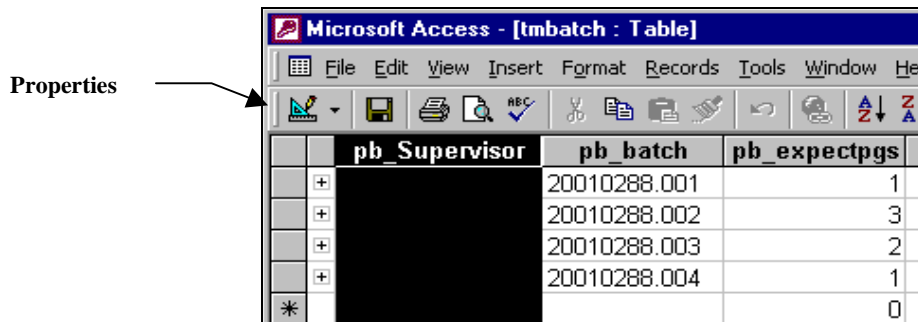 Microsoft Access - [tmbatch : Table]
File Edit View Insert Format Records Tools Window He
Properties
ABC A Z Z A
pb_Supervisor pb_batch pb_expectpgs
20010288.001 1
20010288.002 3
20010288.003 2
20010288.004 1
0